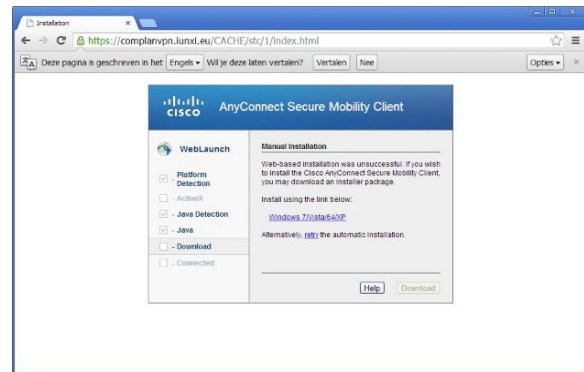 Installation
https://complanvpn.iunxi.eu/CACHE/stc/1/index.html
Deze pagina is geschreven in het Engels Wil je deze laten vertalen? Vertalen Nee Opties
CISCO AnyConnect Secure Mobility Client
WebLaunch
- Platform
Detection
- ActiveX
- Java Detection
- Java
- Download
- Connected
Manual Installation
Web-based installation was unsuccessful. If you wish
to install the Cisco AnyConnect Secure Mobility Client,
you may download an installer package.
Install using the link below:
Windows 7/Vista/64/XP
Alternatively, retry the automatic installation.
Help Download